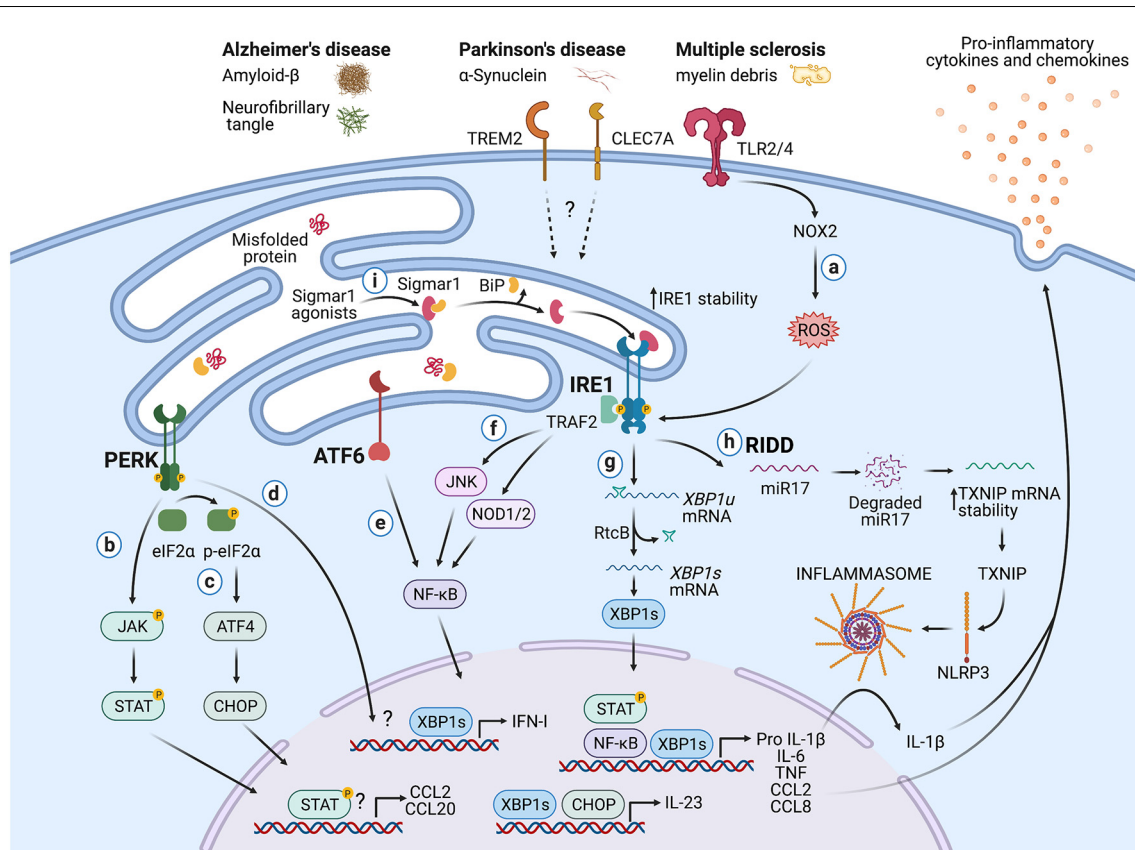 Alzheimer's disease
Amyloid-β
Neurofibrillary
tangle
Parkinson's disease
α-Synuclein
Multiple sclerosis
myelin debris
Pro-inflammatory
cytokines and chemokines
TREM2
CLEC7A
TLR2/4
?
NOX2
a
ROS
Misfolded
protein
i
Sigmar1
agonists
Sigmar1
BiP
↑IRE1 stability
IRE1
P
P
TRAF2
PERK
P
P
ATF6
d
f
g
h
RIDD
JNK
NOD1/2
e
NF-κB
XBP1u
mRNA
RtcB
XBP1s
mRNA
XBP1s
miR17
Degraded
miR17
↑TXNIP mRNA
stability
TXNIP
INFLAMMASOME
NLRP3
b
P
eIF2α
p-eIF2α
c
JAK
P
ATF4
STAT
P
CHOP
?
XBP1s
IFN-I
STAT
P
NF-κB
XBP1s
Pro IL-1β
IL-6
TNF
CCL2
CCL8
IL-1β
STAT
P
?
CCL2
CCL20
XBP1s
CHOP
IL-23